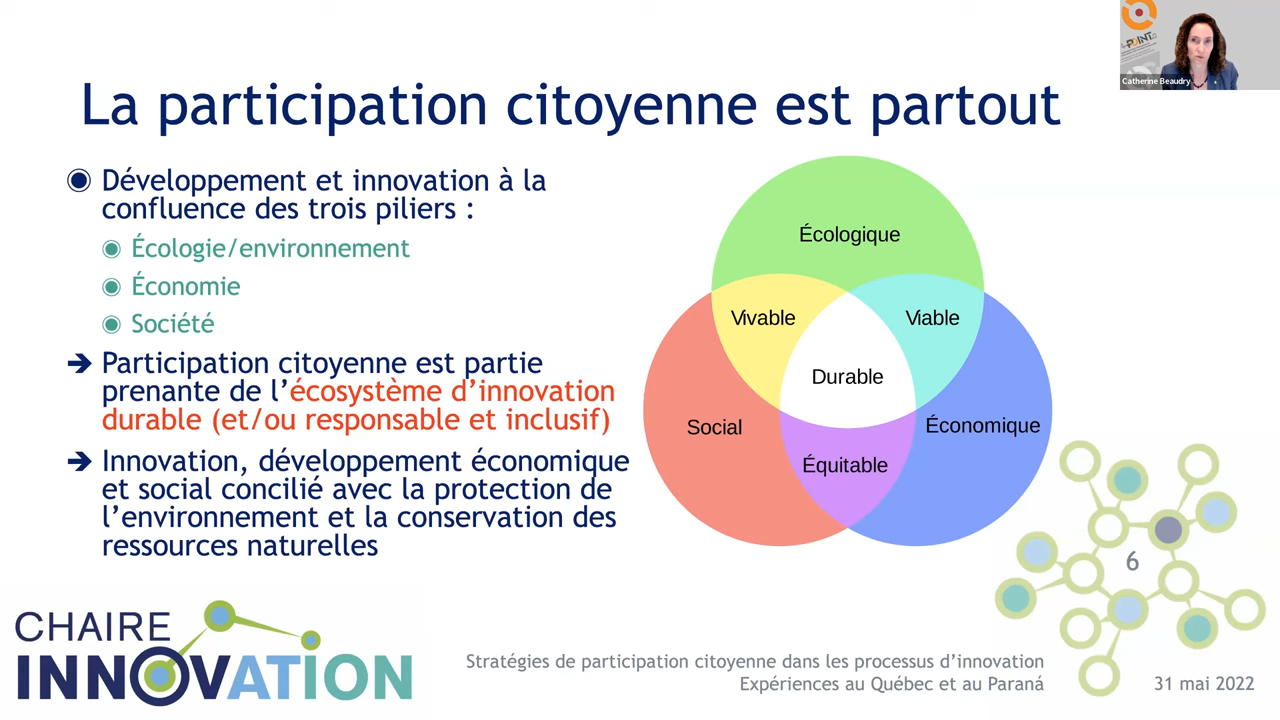 POINT
Catherine Beaudry
La participation citoyenne est partout
Développement et innovation à la
confluence des trois piliers :
Écologie/environnement
Économie
Société
➔ Participation citoyenne est partie
prenante de l’écosystème d’innovation
durable (et/ou responsable et inclusif)
➔ Innovation, développement économique
et social concilié avec la protection de
l’environnement et la conservation des
ressources naturelles
Écologique
Vivable
Viable
Durable
Social
Économique
Équitable
6
CHAIRE
INNOVATION
Stratégies de participation citoyenne dans les processus d’innovation
Expériences au Québec et au Paraná
31 mai 2022